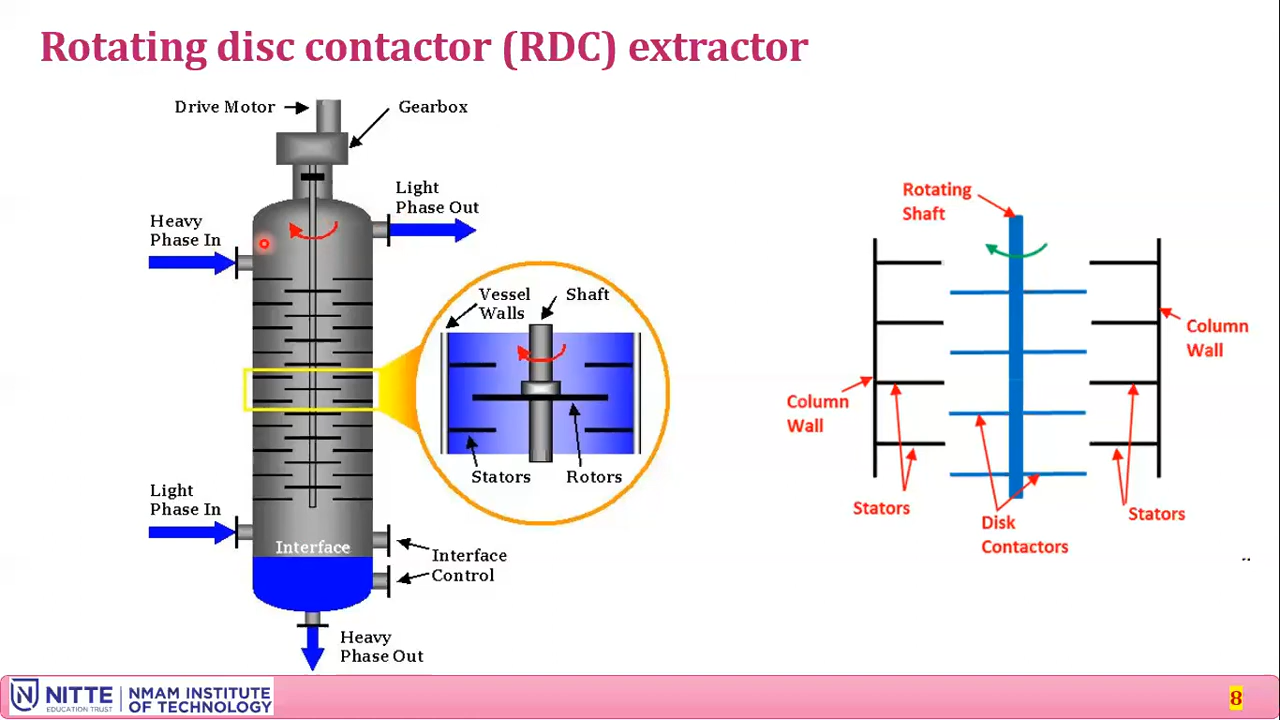 Rotating disc contactor (RDC) extractor
Drive Motor
Gearbox
Light
Phase Out
Heavy
Phase In
Vessel
Walls
Shaft
Stators
Rotors
Light
Phase In
Interface
Interface
Control
Heavy
Phase Out
Rotating
Shaft
Column
Wall
Column
Wall
Stators
Disk
Contactors
Stators
NITTE
EDUCATION TRUST
NMAM INSTITUTE
OF TECHNOLOGY
8